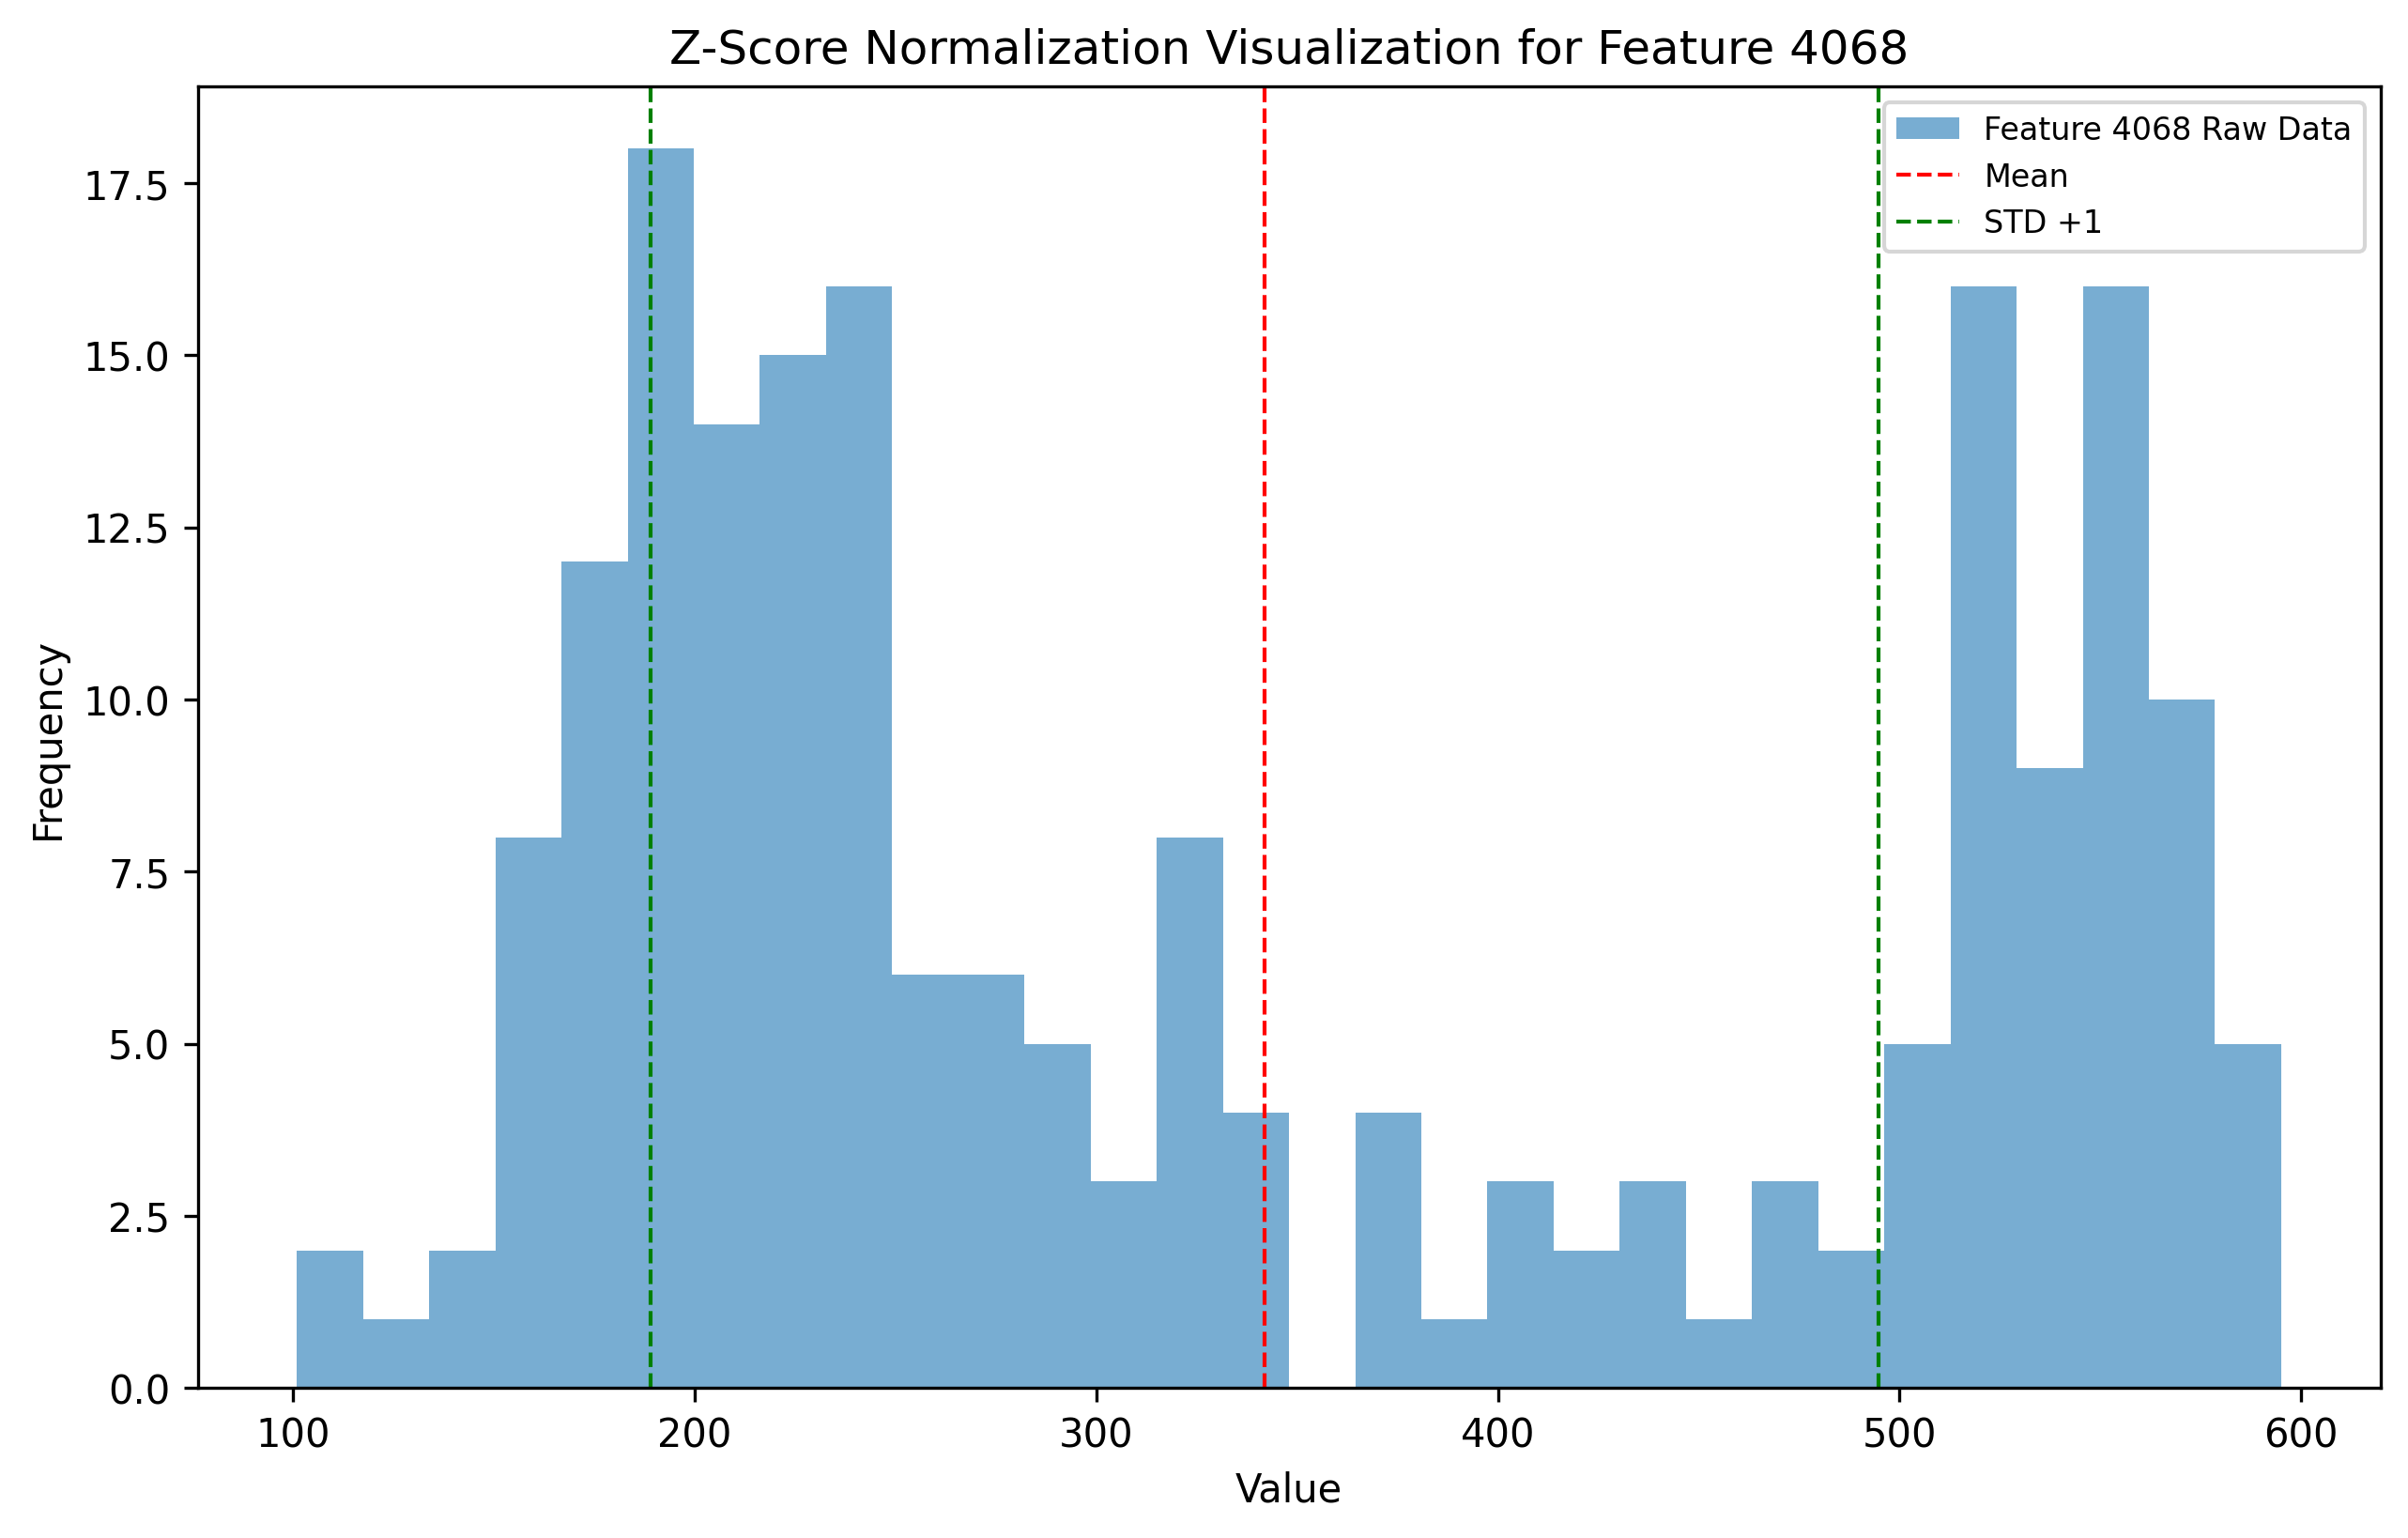 Z-Score Normalization Visualization for Feature 4068
Feature 4068 Raw Data
Mean
STD +1
17.5
15.0
12.5
10.0
7.5
5.0
2.5
0.0
Frequency
100 200 300 400 500 600
Value